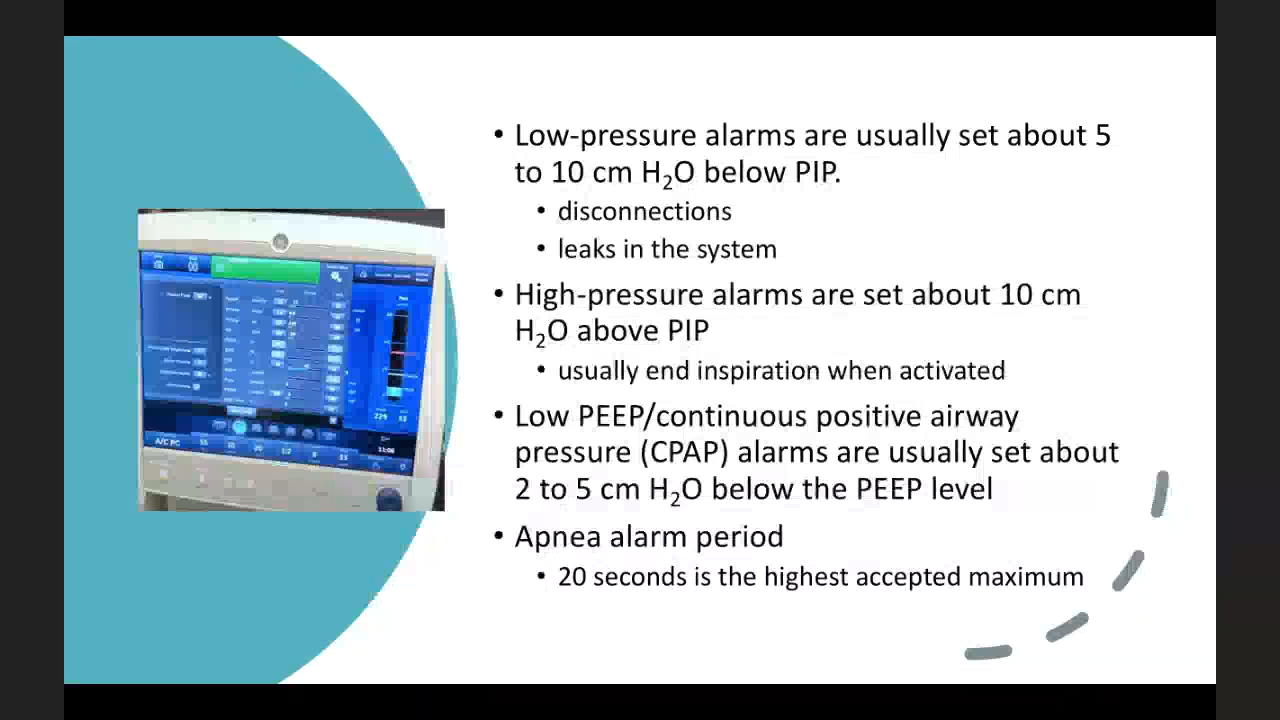 • Low-pressure alarms are usually set about 5
to 10 cm H₂O below PIP.
• disconnections
• leaks in the system
• High-pressure alarms are set about 10 cm
H₂O above PIP
• usually end inspiration when activated
• Low PEEP/continuous positive airway
pressure (CPAP) alarms are usually set about
2 to 5 cm H₂O below the PEEP level
• Apnea alarm period
• 20 seconds is the highest accepted maximum
A/C PC